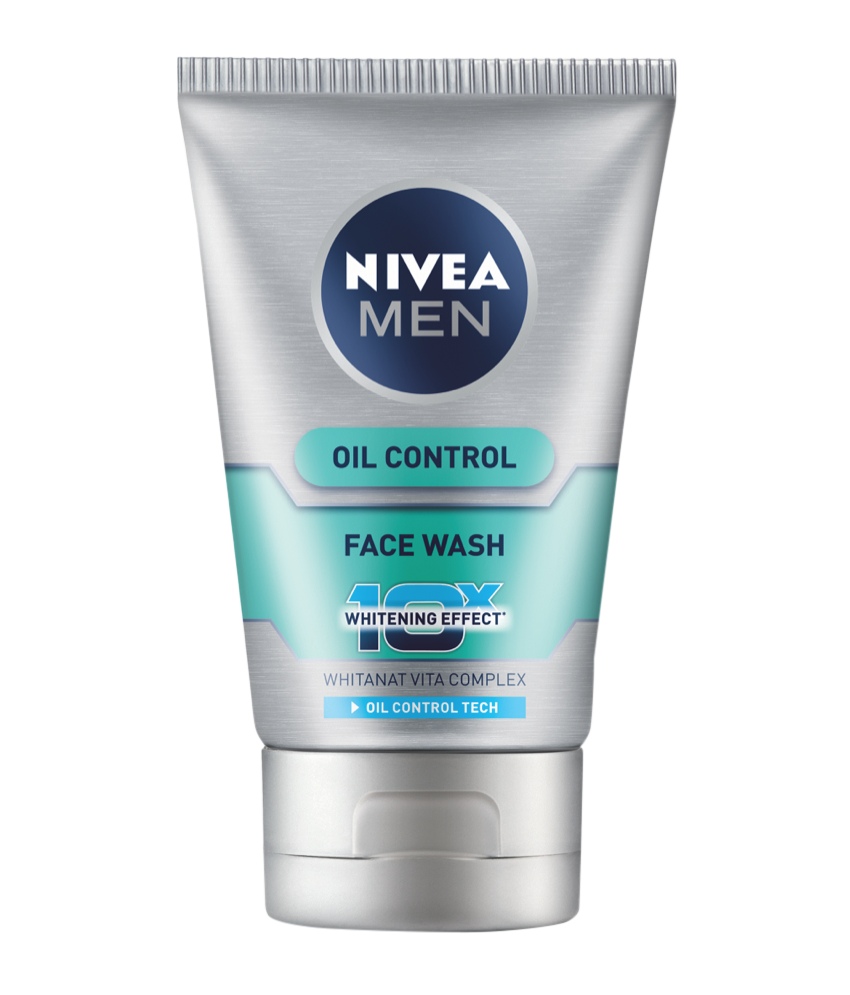 NIVEA
MEN
OIL CONTROL
FACE WASH
10X
WHITENING EFFECT*
WHITANAT VITA COMPLEX
OIL CONTROL TECH